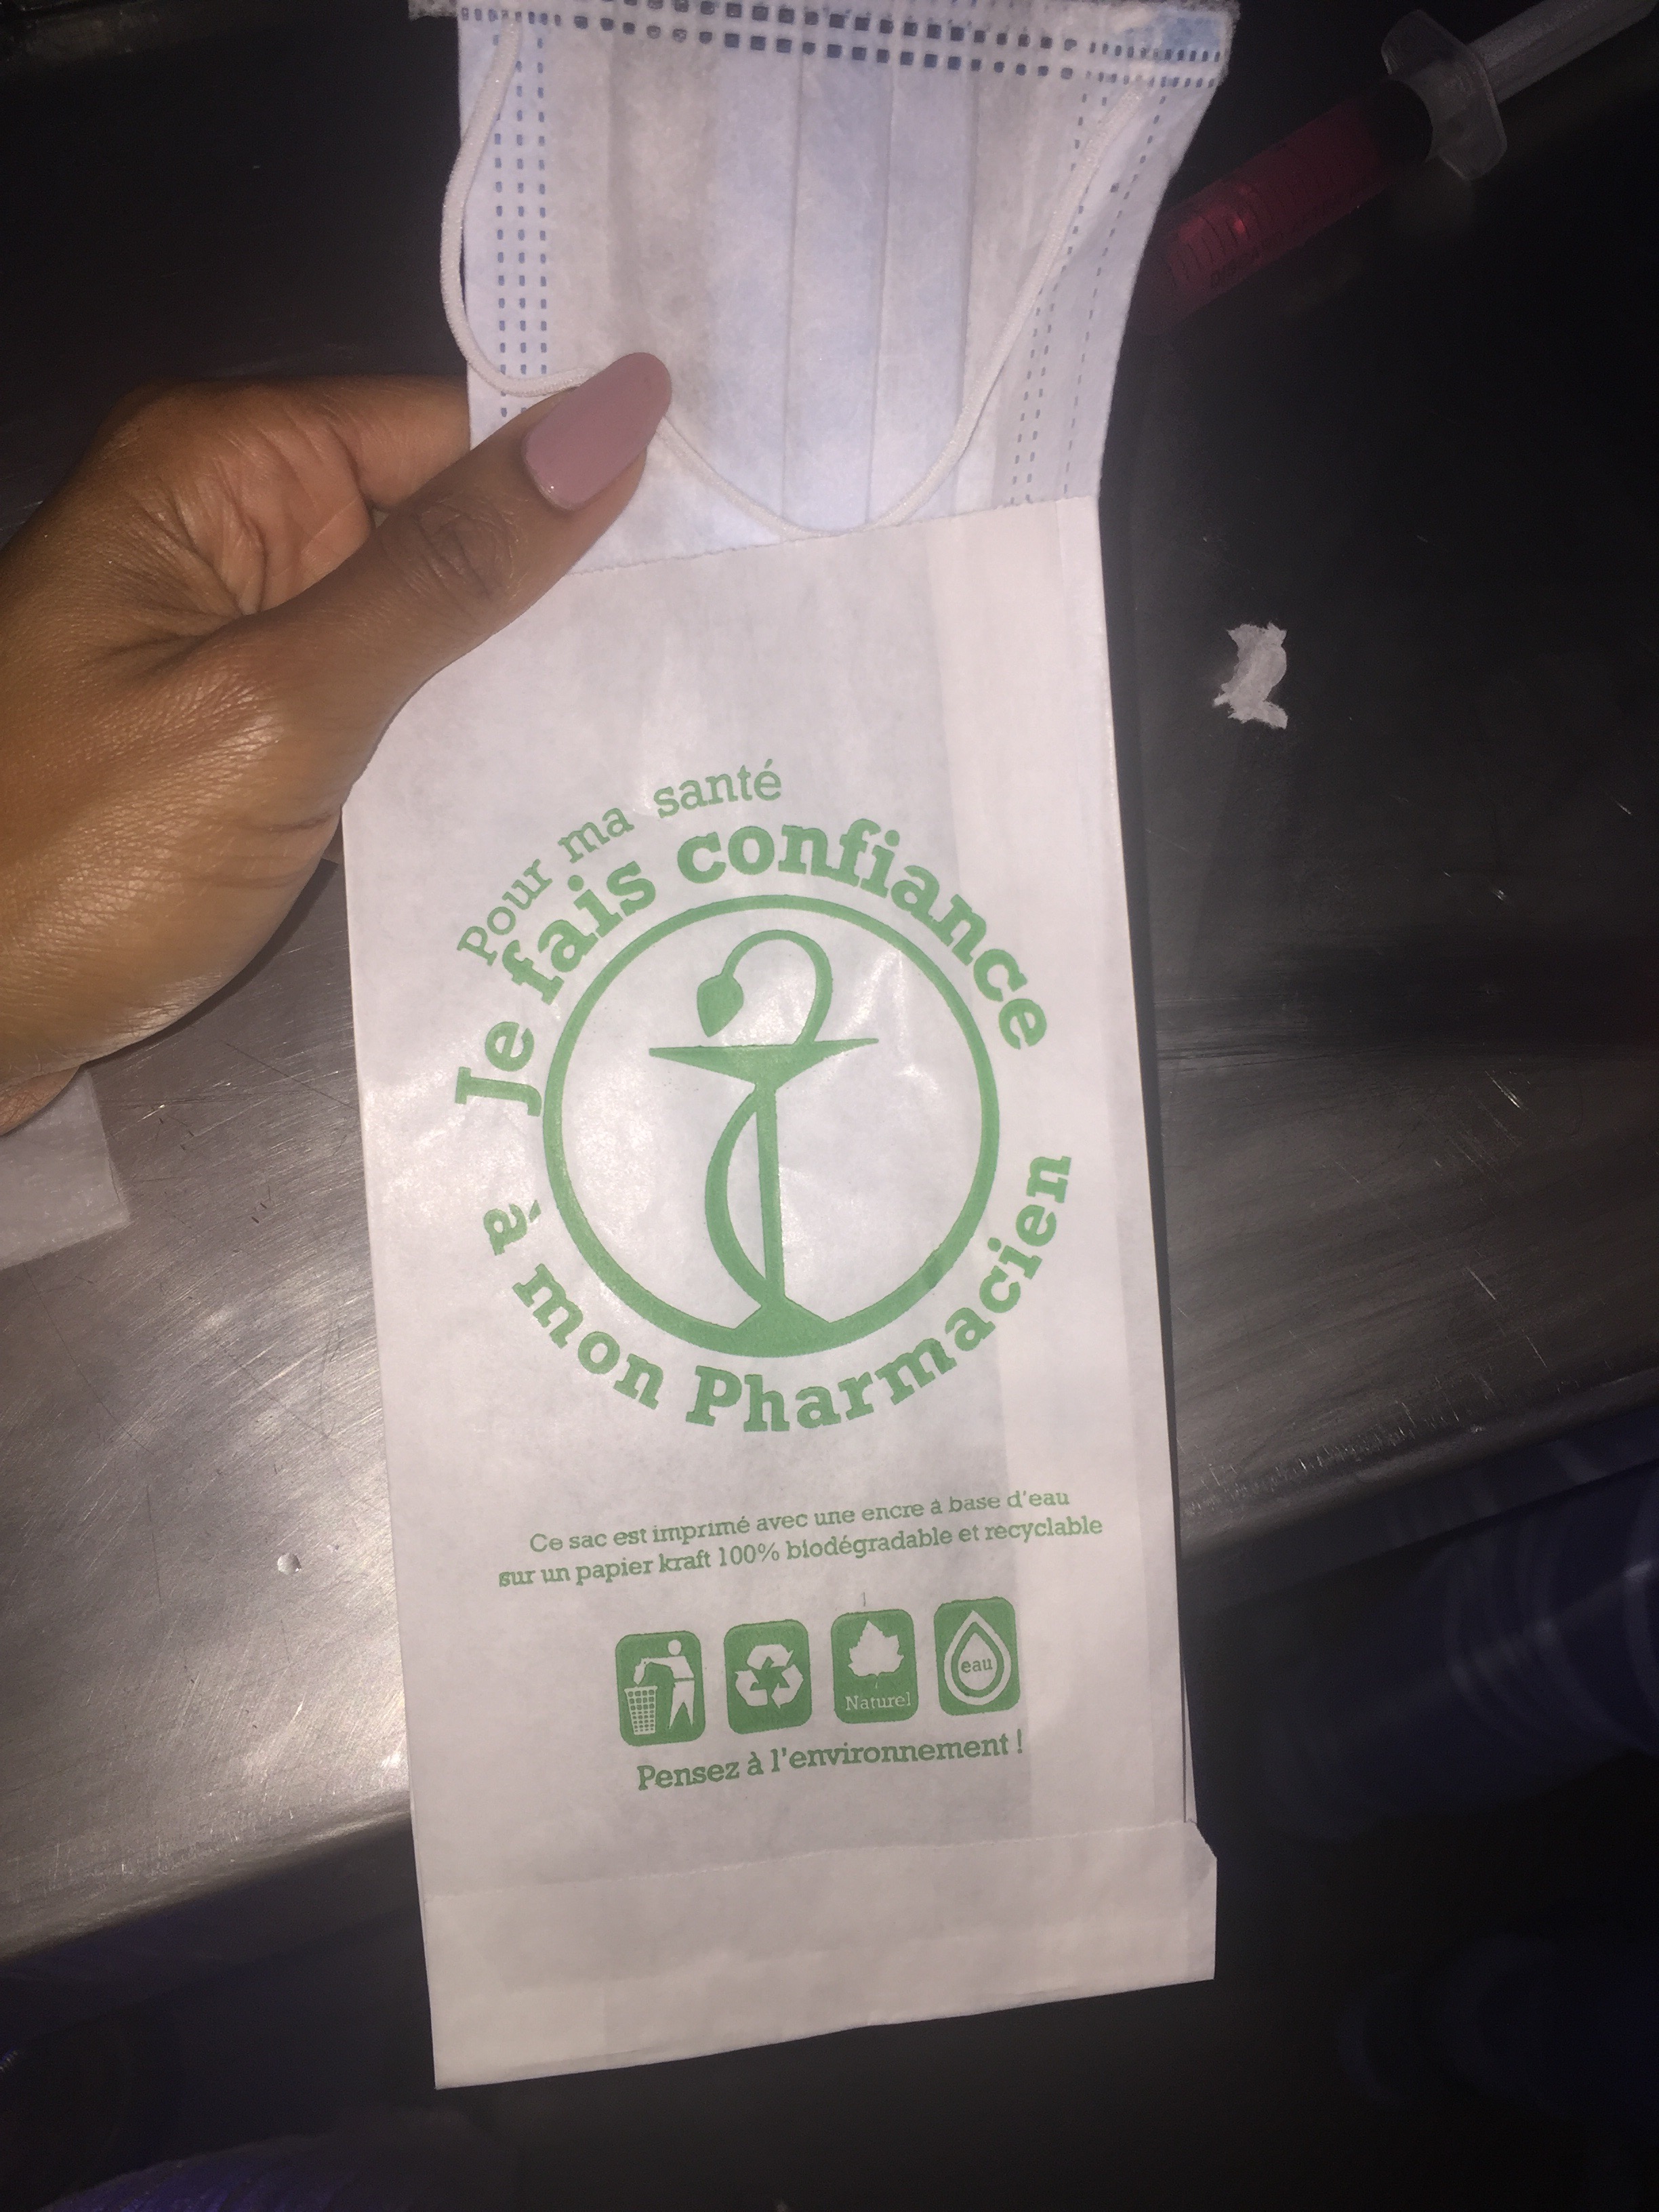 Pour ma santé
Je fais confiance
à mon Pharmacien
Ce sac est imprimé avec une encre à base d'eau
sur un papier kraft 100% biodégradable et recyclable
Naturel
eau
Pensez à l'environnement !